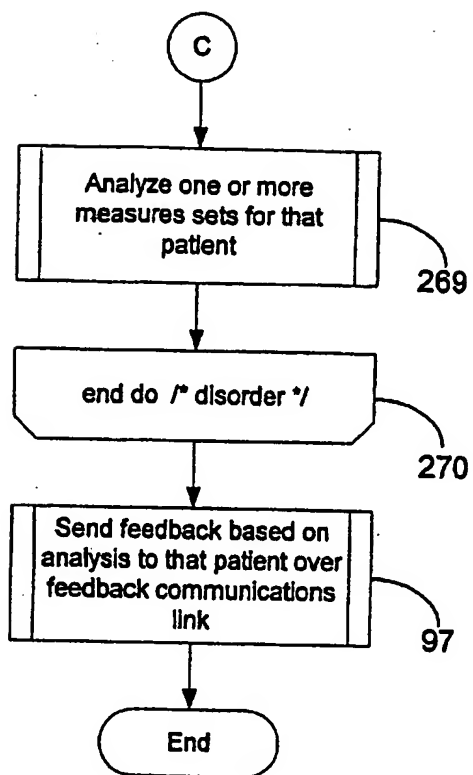 C
Analyze one or more
measures sets for that
patient
269
end do /* disorder */
270
Send feedback based on
analysis to that patient over
feedback communications
link
97
End